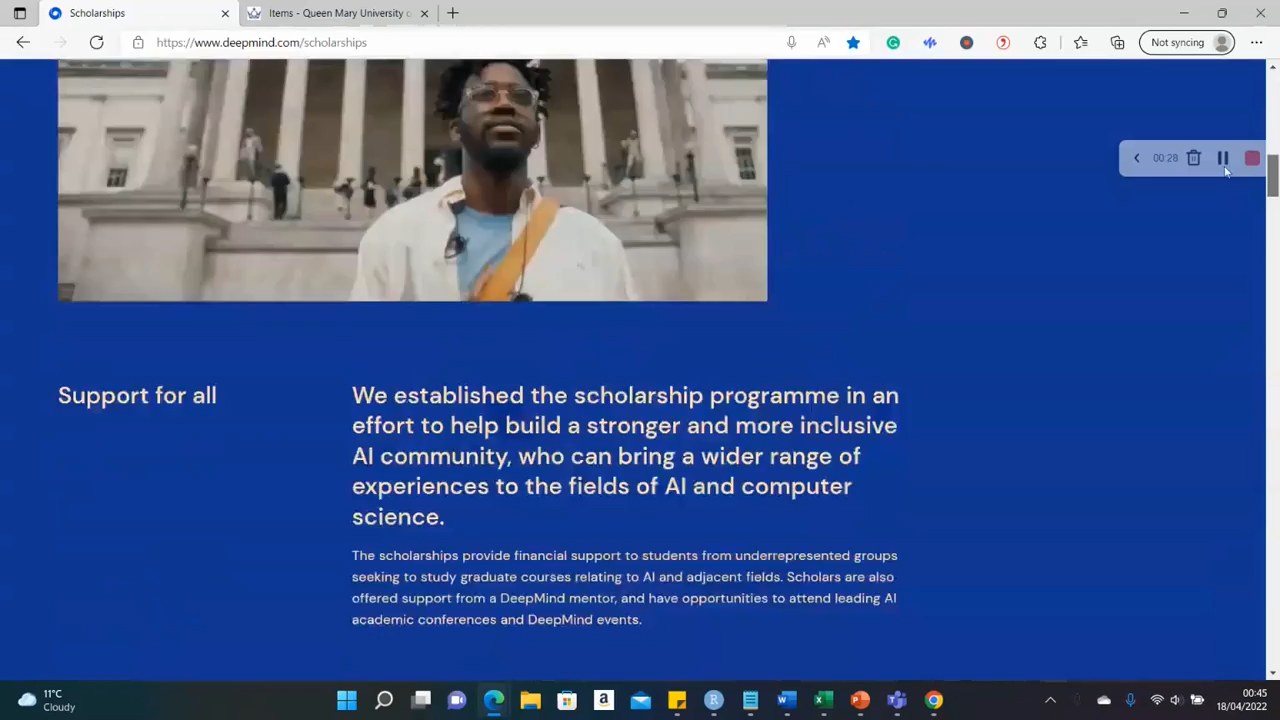 Scholarships
Items - Queen Mary University o
https://www.deepmind.com/scholarships
Not syncing
00:28
Support for all
We established the scholarship programme in an
effort to help build a stronger and more inclusive
AI community, who can bring a wider range of
experiences to the fields of AI and computer
science.
The scholarships provide financial support to students from underrepresented groups
seeking to study graduate courses relating to AI and adjacent fields. Scholars are also
offered support from a DeepMind mentor, and have opportunities to attend leading AI
academic conferences and DeepMind events.
11°C
Cloudy
00:45
18/04/2022